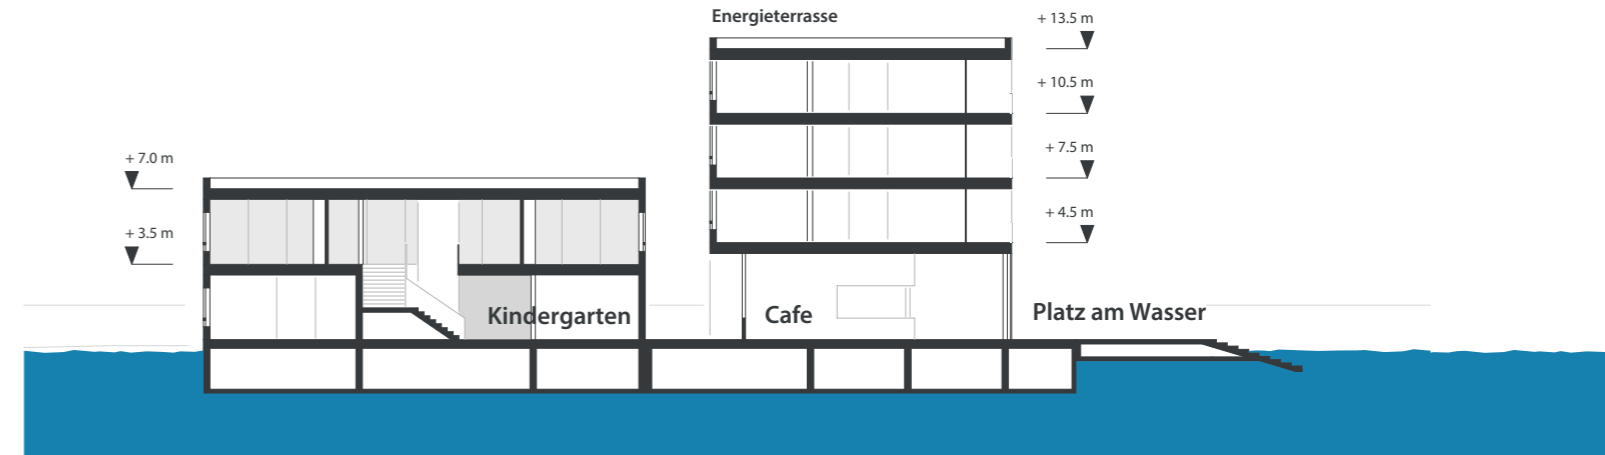 Energieterrasse
+ 13.5 m
+ 10.5 m
+ 7.5 m
+ 7.0 m
+ 4.5 m
+ 3.5 m
Kindergarten
Cafe
Platz am Wasser